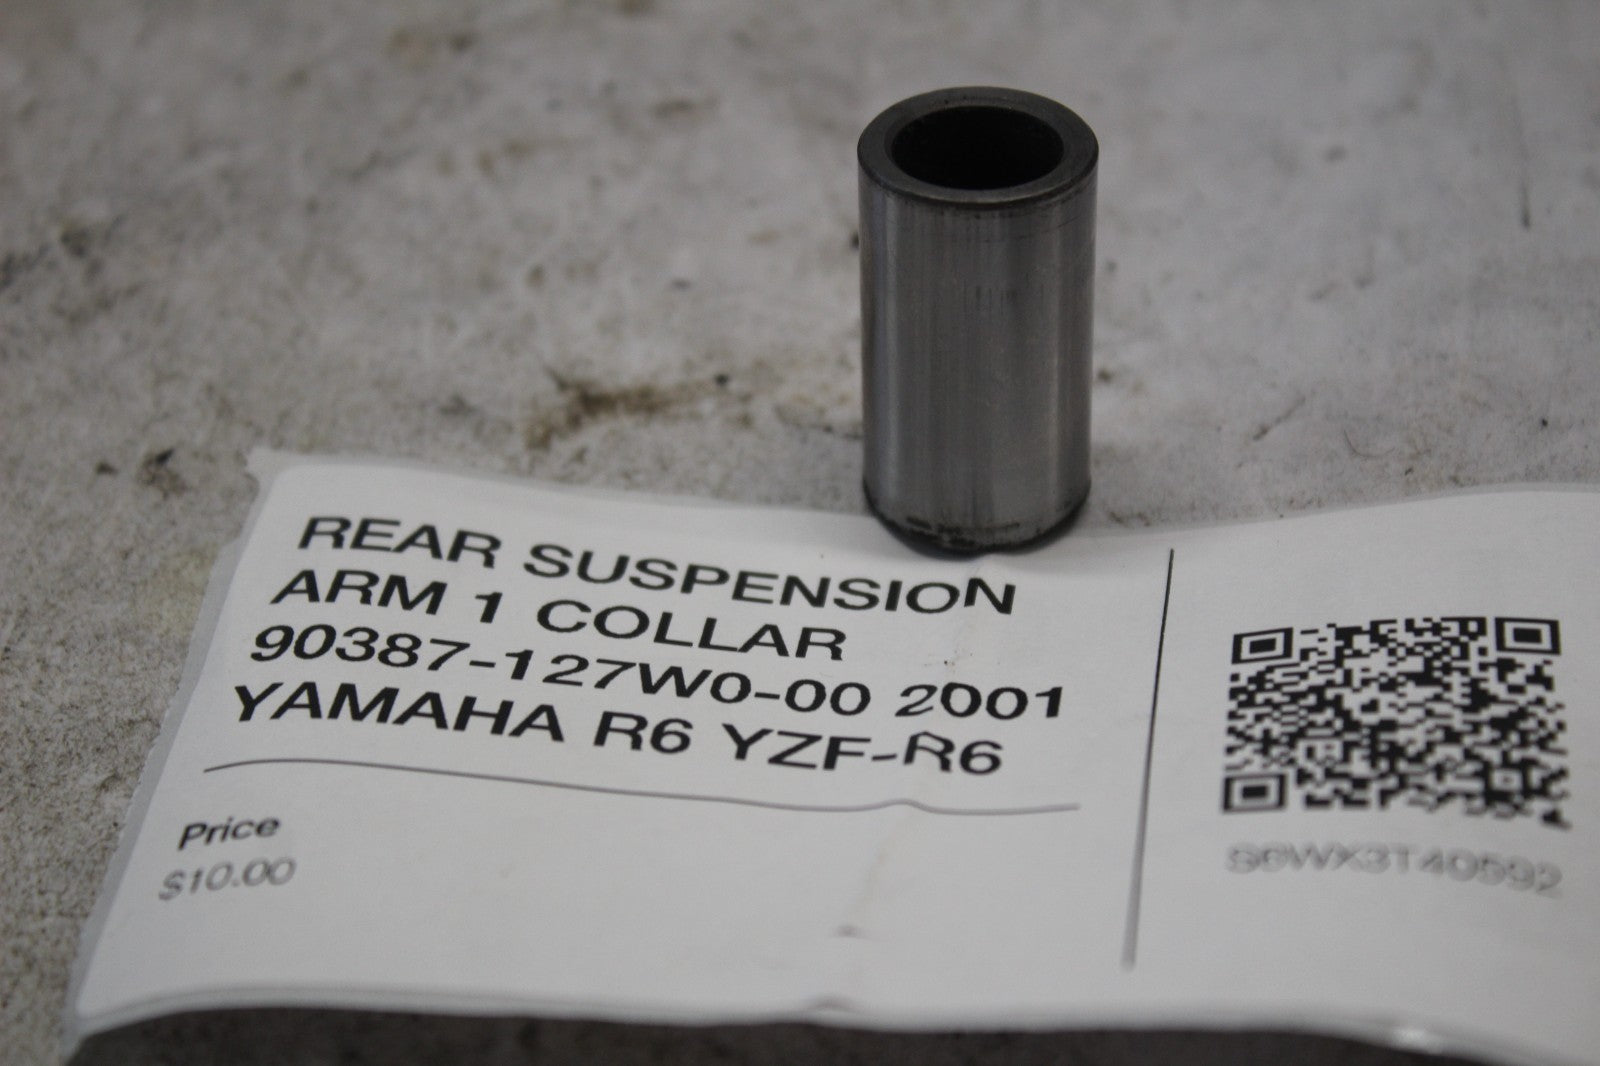 REAR SUSPENSION
ARM 1 COLLAR
90387-127W0-00 2001
YAMAHA R6 YZF-R6
Price
$10.00
S6WX3T40592